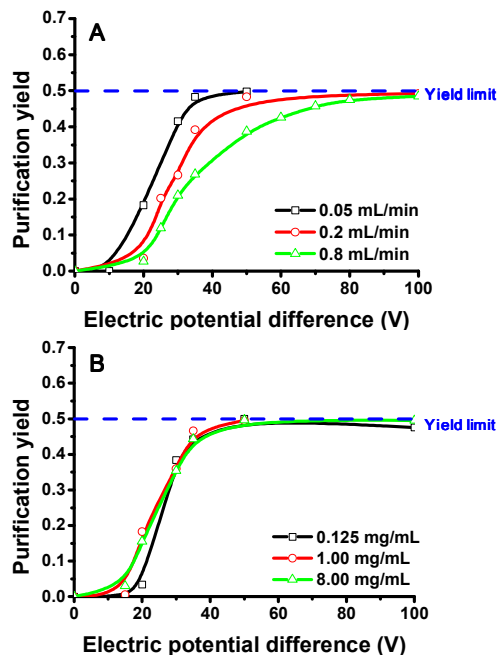 A
0.7
0.6
0.5
0.4
0.3
0.2
0.1
0.0
Purification yield
Yield limit
0.05 mL/min
0.2 mL/min
0.8 mL/min
0 20 40 60 80 100
Electric potential difference (V)
B
0.7
0.6
0.5
0.4
0.3
0.2
0.1
0.0
Purification yield
Yield limit
0.125 mg/mL
1.00 mg/mL
8.00 mg/mL
0 20 40 60 80 100
Electric potential difference (V)